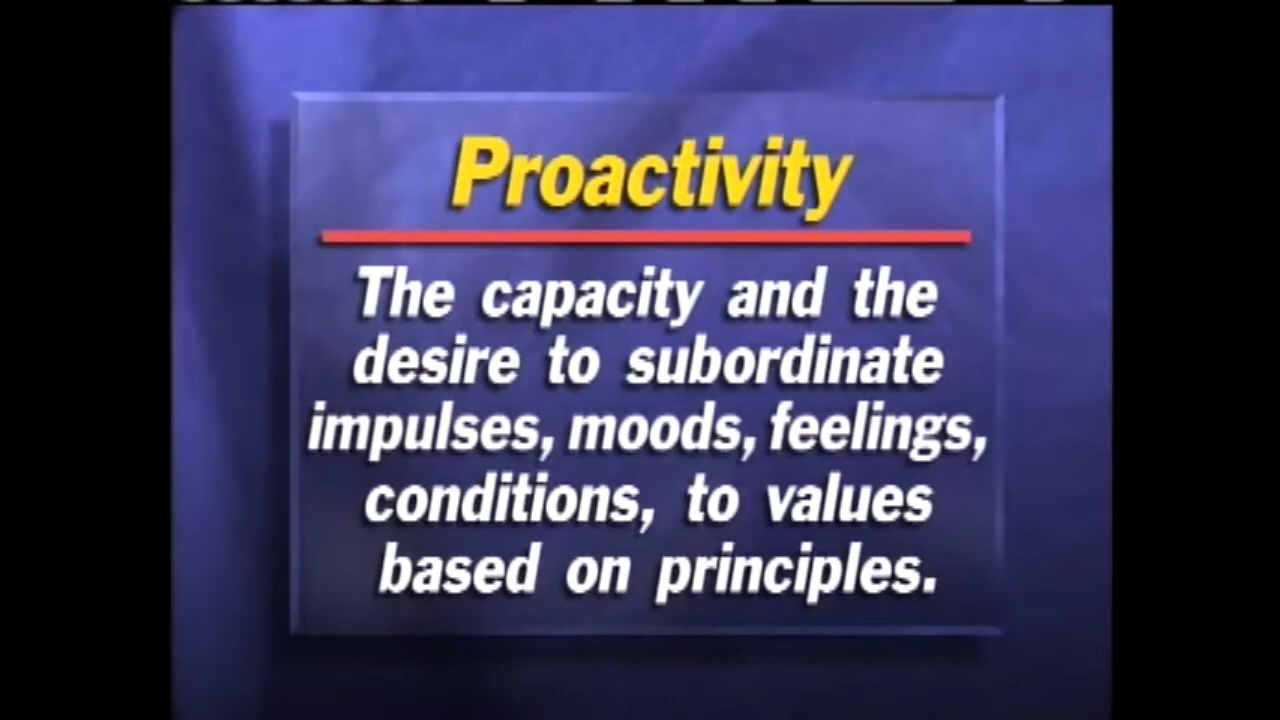 Proactivity
The capacity and the
desire to subordinate
impulses, moods, feelings,
conditions, to values
based on principles.